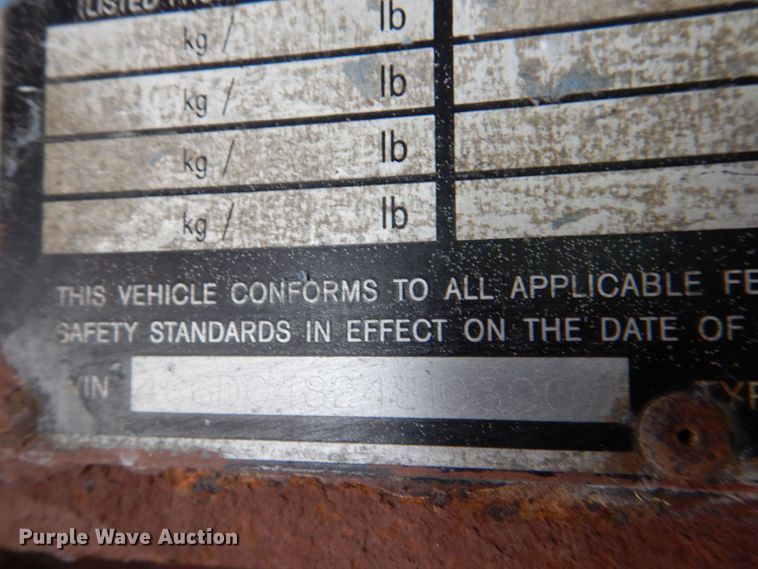 (LISTED
kg / lb
kg / lb
kg / lb
kg / lb
THIS VEHICLE CONFORMS TO ALL APPLICABLE FE
SAFETY STANDARDS IN EFFECT ON THE DATE OF
VIN
Purple Wave Auction